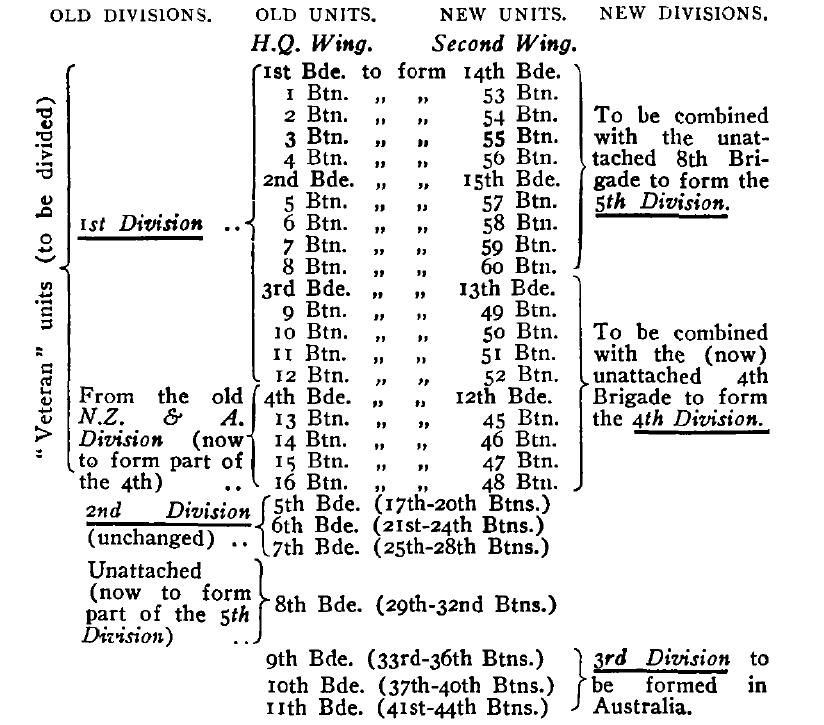 OLD DIVISIONS. OLD UNITS. NEW UNITS. NEW DIVISIONS.
H.Q. Wing. Second Wing.
"Veteran" units (to be divided)
1st Division ..
From the old
N.Z. & A.
Division (now
to form part of
the 4th) ..
1st Bde. to form 14th Bde.
1 Btn. „ „ 53 Btn.
2 Btn. „ „ 54 Btn.
3 Btn. „ „ 55 Btn.
4 Btn. „ „ 56 Btn.
2nd Bde. „ „ 15th Bde.
5 Btn. „ „ 57 Btn.
6 Btn. „ „ 58 Btn.
7 Btn. „ „ 59 Btn.
8 Btn. „ „ 60 Btn.
3rd Bde. „ „ 13th Bde.
9 Btn. „ „ 49 Btn.
10 Btn. „ „ 50 Btn.
11 Btn. „ „ 51 Btn.
12 Btn. „ „ 52 Btn.
4th Bde. „ „ 12th Bde.
13 Btn. „ „ 45 Btn.
14 Btn. „ „ 46 Btn.
15 Btn. „ „ 47 Btn.
16 Btn. „ „ 48 Btn.
To be combined
with the unat-
tached 8th Bri-
gade to form the
5th Division.
To be combined
with the (now)
unattached 4th
Brigade to form
the 4th Division.
2nd Division
(unchanged) ..
5th Bde. (17th-20th Btns.)
6th Bde. (21st-24th Btns.)
7th Bde. (25th-28th Btns.)
Unattached
(now to form
part of the 5th
Division) ..
8th Bde. (29th-32nd Btns.)
9th Bde. (33rd-36th Btns.)
10th Bde. (37th-40th Btns.)
11th Bde. (41st-44th Btns.)
3rd Division to
be formed in
Australia.